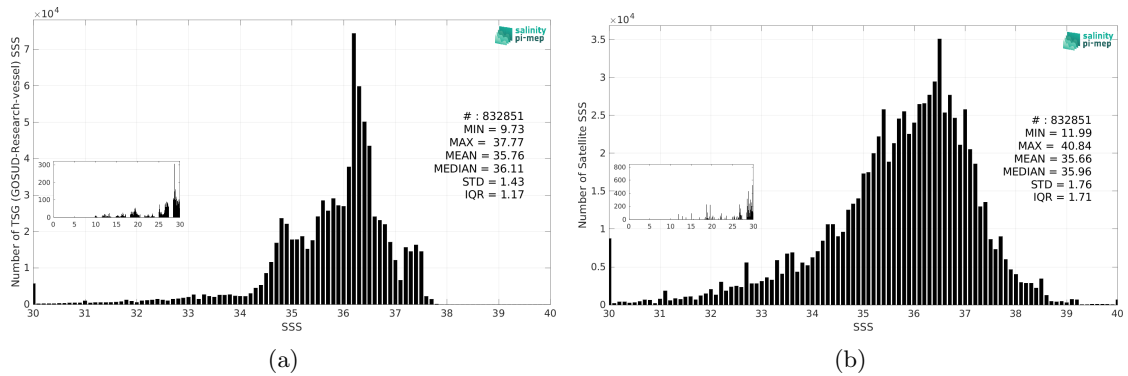 ×10⁴
7
6
5
4
3
2
1
0
Number of TSG (GOSUD-Research-vessel) SSS
salinity
pi-mep
# : 832851
MIN = 9.73
MAX = 37.77
MEAN = 35.76
MEDIAN = 36.11
STD = 1.43
IQR = 1.17
300
200
100
0
0 5 10 15 20 25 30
30 31 32 33 34 35 36 37 38 39 40
SSS
(a)
×10⁴
3.5
3
2.5
2
1.5
1
0.5
0
Number of Satellite SSS
salinity
pi-mep
# : 832851
MIN = 11.99
MAX = 40.84
MEAN = 35.66
MEDIAN = 35.96
STD = 1.76
IQR = 1.71
800
600
400
200
0
0 5 10 15 20 25 30
30 31 32 33 34 35 36 37 38 39 40
SSS
(b)